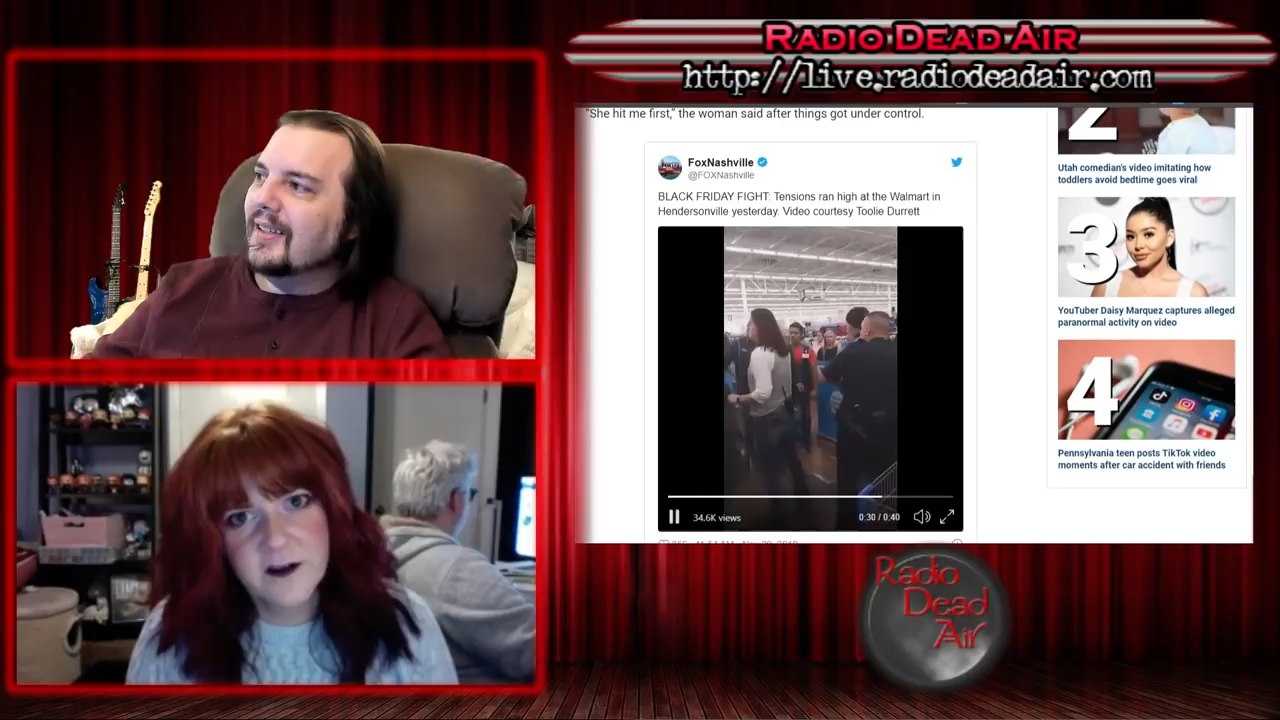 RADIO DEAD AIR
http://live.radiodeadair.com
"She hit me first," the woman said after things got under control.
FoxNashville
@FOXNashville
BLACK FRIDAY FIGHT: Tensions ran high at the Walmart in
Hendersonville yesterday. Video courtesy Toolie Durrett
34.6K views
0:30 / 0:40
2
Utah comedian's video imitating how
toddlers avoid bedtime goes viral
3
YouTuber Daisy Marquez captures alleged
paranormal activity on video
4
Pennsylvania teen posts TikTok video
moments after car accident with friends
Radio
Dead
Air